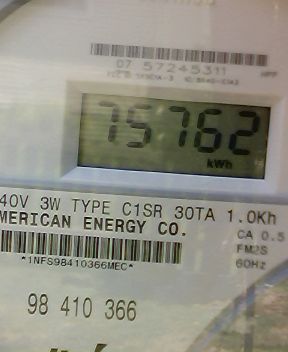 07 57245311
75762
kWh
40V 3W TYPE C1SR 30TA 1.0Kh
MERICAN ENERGY CO.
CA 0.5
FM2S
60Hz
*1NFS98410366MEC*
98 410 366